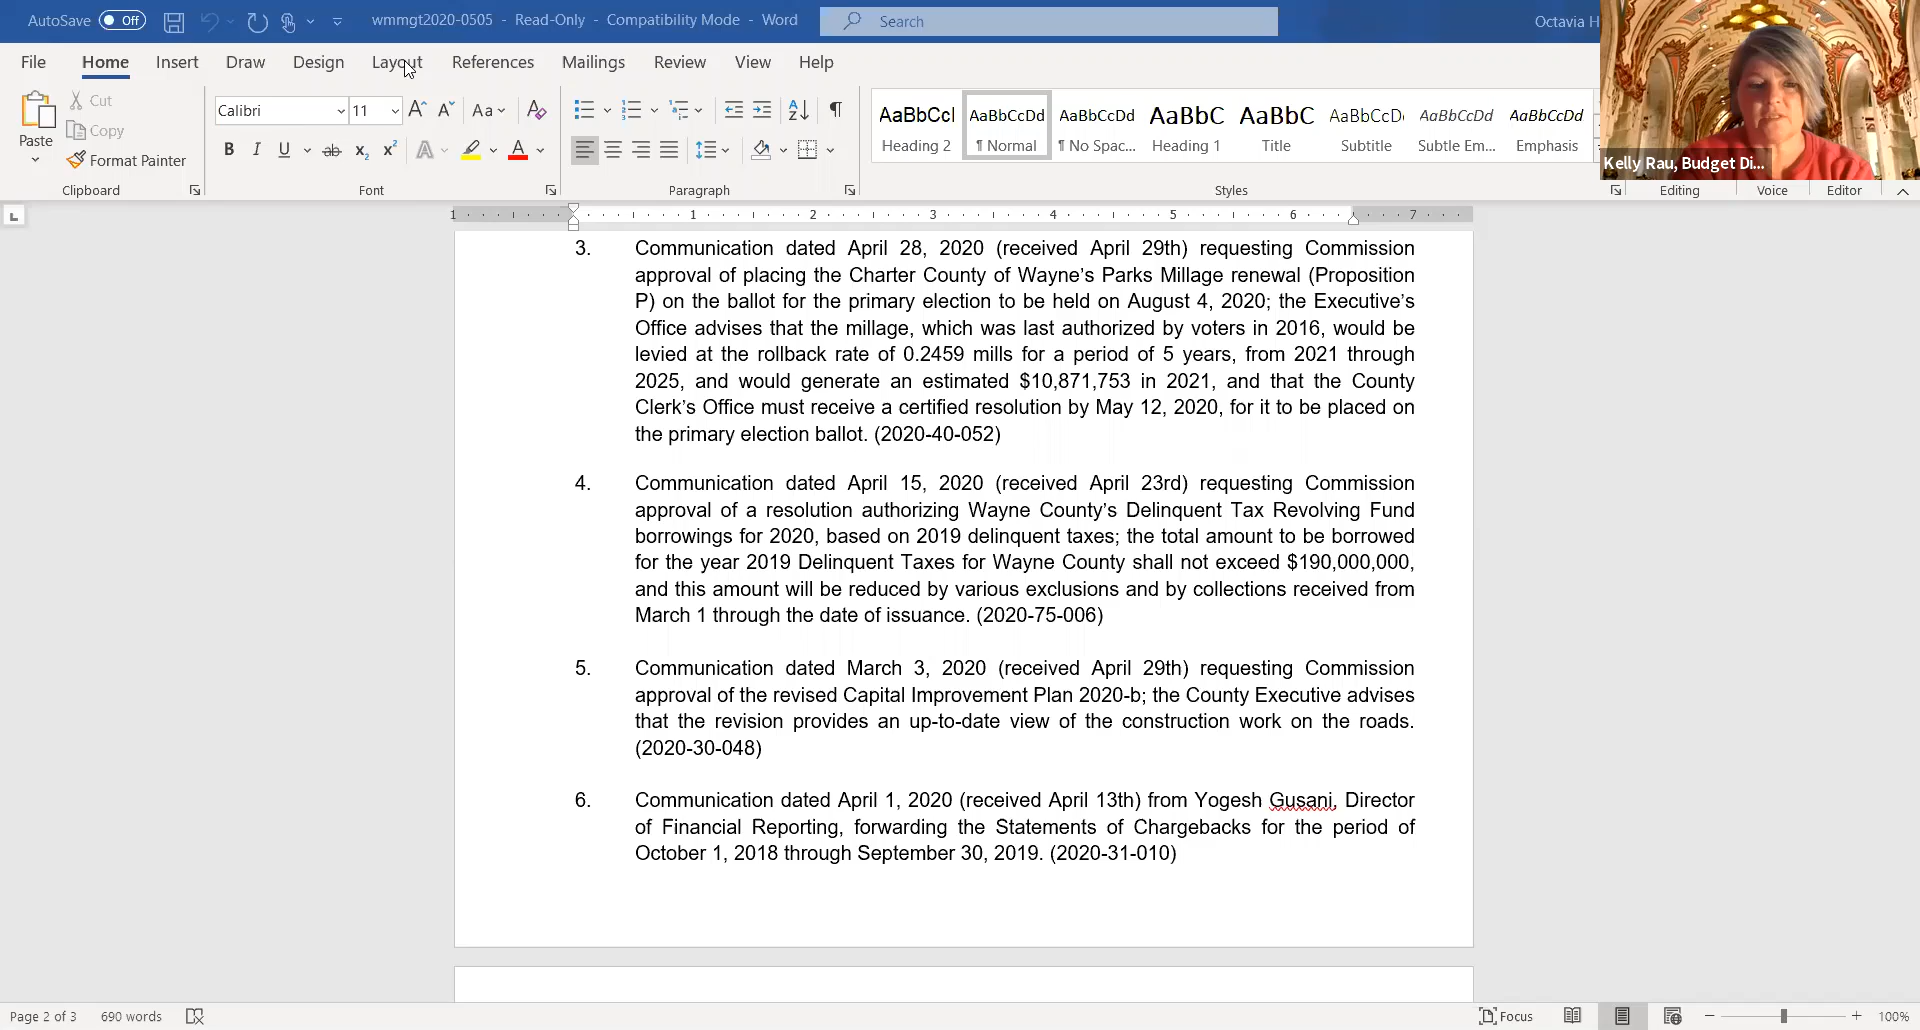 AutoSave Off wmmgt2020-0505 - Read-Only - Compatibility Mode - Word Search Octavia H
File Home Insert Draw Design Layout References Mailings Review View Help
Calibri 11 Aa
Cut
Copy
Paste Format Painter
B I U ab x2 x2 A A
AaBbCcI AaBbCcDd AaBbCcDd AaBbC AaBbC AaBbCcD AaBbCcDd AaBbCcDd
Heading 2 ¶ Normal ¶ No Spac... Heading 1 Title Subtitle Subtle Em... Emphasis
Kelly Rau, Budget Di...
Clipboard Font Paragraph Styles Editing Voice Editor
1 1 2 3 4 5 6 7
3. Communication dated April 28, 2020 (received April 29th) requesting Commission
approval of placing the Charter County of Wayne's Parks Millage renewal (Proposition
P) on the ballot for the primary election to be held on August 4, 2020; the Executive's
Office advises that the millage, which was last authorized by voters in 2016, would be
levied at the rollback rate of 0.2459 mills for a period of 5 years, from 2021 through
2025, and would generate an estimated $10,871,753 in 2021, and that the County
Clerk's Office must receive a certified resolution by May 12, 2020, for it to be placed on
the primary election ballot. (2020-40-052)
4. Communication dated April 15, 2020 (received April 23rd) requesting Commission
approval of a resolution authorizing Wayne County's Delinquent Tax Revolving Fund
borrowings for 2020, based on 2019 delinquent taxes; the total amount to be borrowed
for the year 2019 Delinquent Taxes for Wayne County shall not exceed $190,000,000,
and this amount will be reduced by various exclusions and by collections received from
March 1 through the date of issuance. (2020-75-006)
5. Communication dated March 3, 2020 (received April 29th) requesting Commission
approval of the revised Capital Improvement Plan 2020-b; the County Executive advises
that the revision provides an up-to-date view of the construction work on the roads.
(2020-30-048)
6. Communication dated April 1, 2020 (received April 13th) from Yogesh Gusani, Director
of Financial Reporting, forwarding the Statements of Chargebacks for the period of
October 1, 2018 through September 30, 2019. (2020-31-010)
Page 2 of 3 690 words Focus 100%